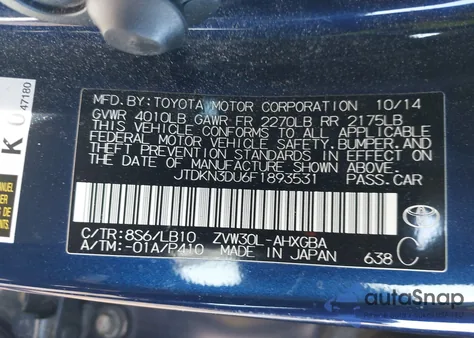 MFD. BY: TOYOTA MOTOR CORPORATION 10/14
GVWR 4010LB GAWR FR 2270LB RR 2175LB
THIS VEHICLE CONFORMS TO ALL APPLICABLE
FEDERAL MOTOR VEHICLE SAFETY, BUMPER, AND
THEFT PREVENTION STANDARDS IN EFFECT ON
THE DATE OF MANUFACTURE SHOWN ABOVE.
JTDKN3DU6F1893531 PASS.CAR
C/TR: 8S6/LB10 ZVW30L-AHXGBA
A/TM: -01A/P410 MADE IN JAPAN 638 C
K
47180
MANUEL
autoSnap